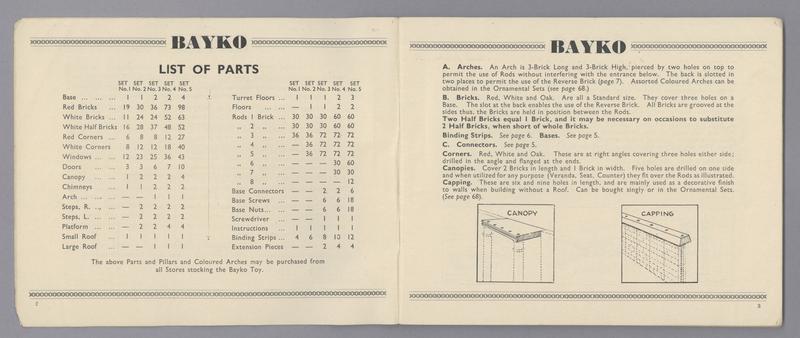 BAYKO
LIST OF PARTS
SET SET SET SET SET
No.1 No.2 No.3 No.4 No.5
Base ... ... ... 1 1 2 2 4
Red Bricks ... 19 30 36 73 98
White Bricks ... 11 24 24 52 63
White Half Bricks 16 28 37 48 52
Red Corners ... 6 8 8 12 27
White Corners 8 12 12 18 40
Windows ... ... 12 23 25 36 43
Doors ... ... 3 3 6 7 10
Canopy ... ... 1 2 2 2 4
Chimneys ... 1 1 2 2 2
Arch ... ... ... — — 1 1 1
Steps, R. ... ... — 2 2 2 2
Steps, L. ... ... — 2 2 2 2
Platform ... ... — 2 2 4 4
Small Roof ... 1 1 1 1 1
Large Roof ... — — 1 1 1
SET SET SET SET SET
No.1 No.2 No.3 No.4 No.5
Turret Floors ... 1 1 1 2 3
Floors ... — 1 1 2 2
Rods 1 Brick ... 30 30 30 60 60
„ 2 „ ... 30 30 30 60 60
„ 3 „ ... 36 36 72 72 72
„ 4 „ ... — 36 72 72 72
„ 5 „ ... — 36 72 72 72
„ 6 „ ... — — — 30 60
„ 7 „ ... — — — 30 30
„ 8 „ ... — — — — 12
Base Connectors — — 2 2 6
Base Screws ... — — 6 6 18
Base Nuts... ... — — 6 6 18
Screwdriver ... — — 1 1 1
Instructions ... 1 1 1 1 1
Binding Strips ... 4 6 8 10 12
Extension Pieces — — 2 4 4
The above Parts and Pillars and Coloured Arches may be purchased from
all Stores stocking the Bayko Toy.
2
BAYKO
A. Arches. An Arch is 3-Brick Long and 3-Brick High, pierced by two holes on top to
permit the use of Rods without interfering with the entrance below. The back is slotted in
two places to permit the use of the Reverse Brick (page 7). Assorted Coloured Arches can be
obtained in the Ornamental Sets (see page 68.)
B. Bricks. Red, White and Oak. Are all a Standard size. They cover three holes on a
Base. The slot at the back enables the use of the Reverse Brick. All Bricks are grooved at the
sides thus, the Bricks are held in position between the Rods.
Two Half Bricks equal 1 Brick, and it may be necessary on occasions to substitute
2 Half Bricks, when short of whole Bricks.
Binding Strips. See page 6. Bases. See page 5.
C. Connectors. See page 5.
Corners. Red, White and Oak. These are at right angles covering three holes either side;
drilled in the angle and flanged at the ends.
Canopies. Cover 2 Bricks in length and 1 Brick in width. Five holes are drilled on one side
and when utilized for any purpose (Veranda, Seat, Counter) they fit over the Rods as illustrated.
Capping. These are six and nine holes in length, and are mainly used as a decorative finish
to walls when building without a Roof. Can be bought singly or in the Ornamental Sets.
(See page 68).
CANOPY
CAPPING
3